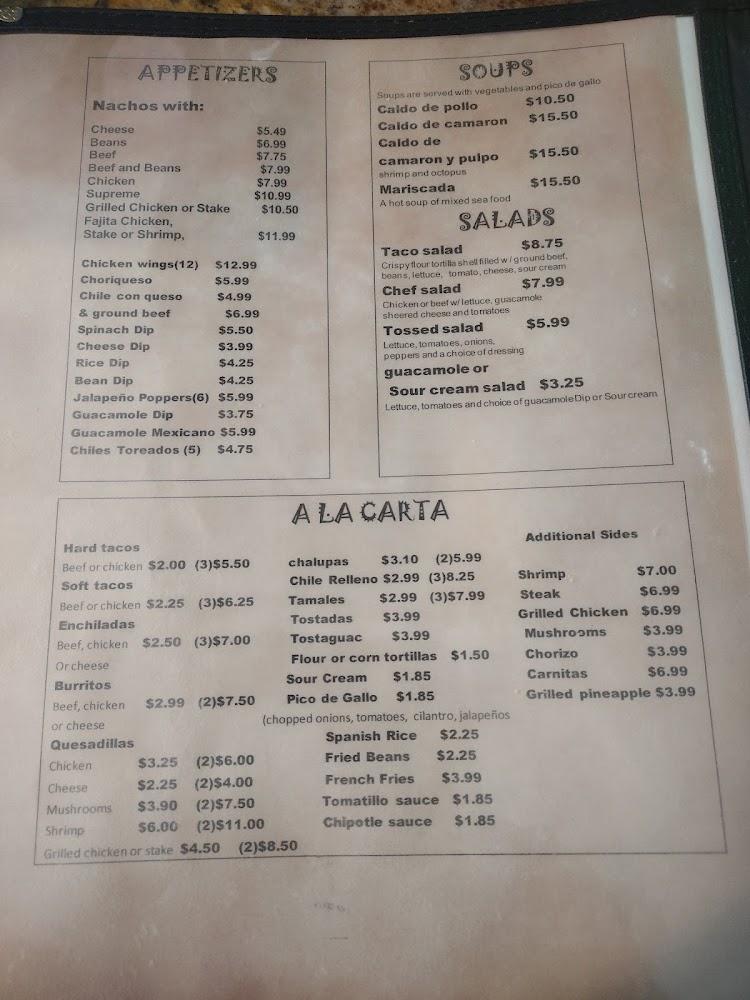 APPETIZERS
Nachos with:
Cheese $5.49
Beans $6.99
Beef $7.75
Beef and Beans $7.99
Chicken $7.99
Supreme $10.99
Grilled Chicken or Stake $10.50
Fajita Chicken,
Stake or Shrimp, $11.99
Chicken wings(12) $12.99
Choriqueso $5.99
Chile con queso $4.99
& ground beef $6.99
Spinach Dip $5.50
Cheese Dip $3.99
Rice Dip $4.25
Bean Dip $4.25
Jalapeño Poppers(6) $5.99
Guacamole Dip $3.75
Guacamole Mexicano $5.99
Chiles Toreados (5) $4.75
SOUPS
Soups are served with vegetables and pico de gallo
Caldo de pollo $10.50
Caldo de camaron $15.50
Caldo de
camaron y pulpo $15.50
shrimp and octopus
Mariscada $15.50
A hot soup of mixed sea food
SALADS
Taco salad $8.75
Crispy flour tortilla shell filled w/ ground beef,
beans, lettuce, tomato, cheese, sour cream
Chef salad $7.99
Chicken or beef w/ lettuce, guacamole
sheered cheese and tomatoes
Tossed salad $5.99
Lettuce, tomatoes, onions,
peppers and a choice of dressing
guacamole or
Sour cream salad $3.25
Lettuce, tomatoes and choice of guacamole Dip or Sour cream
A LA CARTA
Hard tacos
Beef or chicken $2.00 (3)$5.50
Soft tacos
Beef or chicken $2.25 (3)$6.25
Enchiladas
Beef, chicken $2.50 (3)$7.00
Or cheese
Burritos
Beef, chicken $2.99 (2)$7.50
or cheese
Quesadillas
Chicken $3.25 (2)$6.00
Cheese $2.25 (2)$4.00
Mushrooms $3.90 (2)$7.50
Shrimp $6.00 (2)$11.00
Grilled chicken or stake $4.50 (2)$8.50
chalupas $3.10 (2)5.99
Chile Relleno $2.99 (3)8.25
Tamales $2.99 (3)$7.99
Tostadas $3.99
Tostaguac $3.99
Flour or corn tortillas $1.50
Sour Cream $1.85
Pico de Gallo $1.85
(chopped onions, tomatoes, cilantro, jalapeños
Spanish Rice $2.25
Fried Beans $2.25
French Fries $3.99
Tomatillo sauce $1.85
Chipotle sauce $1.85
Additional Sides
Shrimp $7.00
Steak $6.99
Grilled Chicken $6.99
Mushrooms $3.99
Chorizo $3.99
Carnitas $6.99
Grilled pineapple $3.99